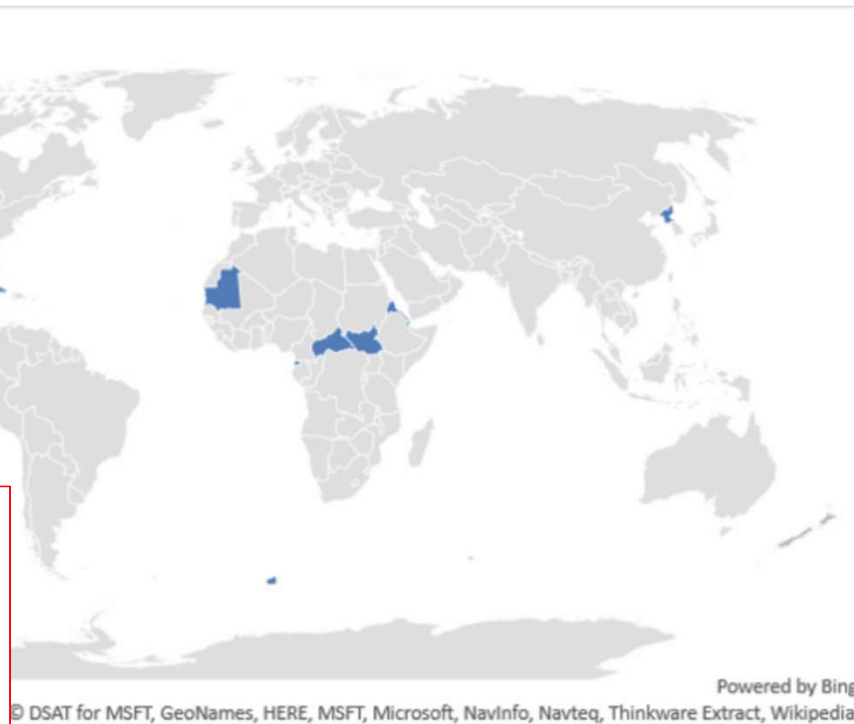 Powered by Bing
© DSAT for MSFT, GeoNames, HERE, MSFT, Microsoft, NavInfo, Navteq, Thinkware Extract, Wikipedia